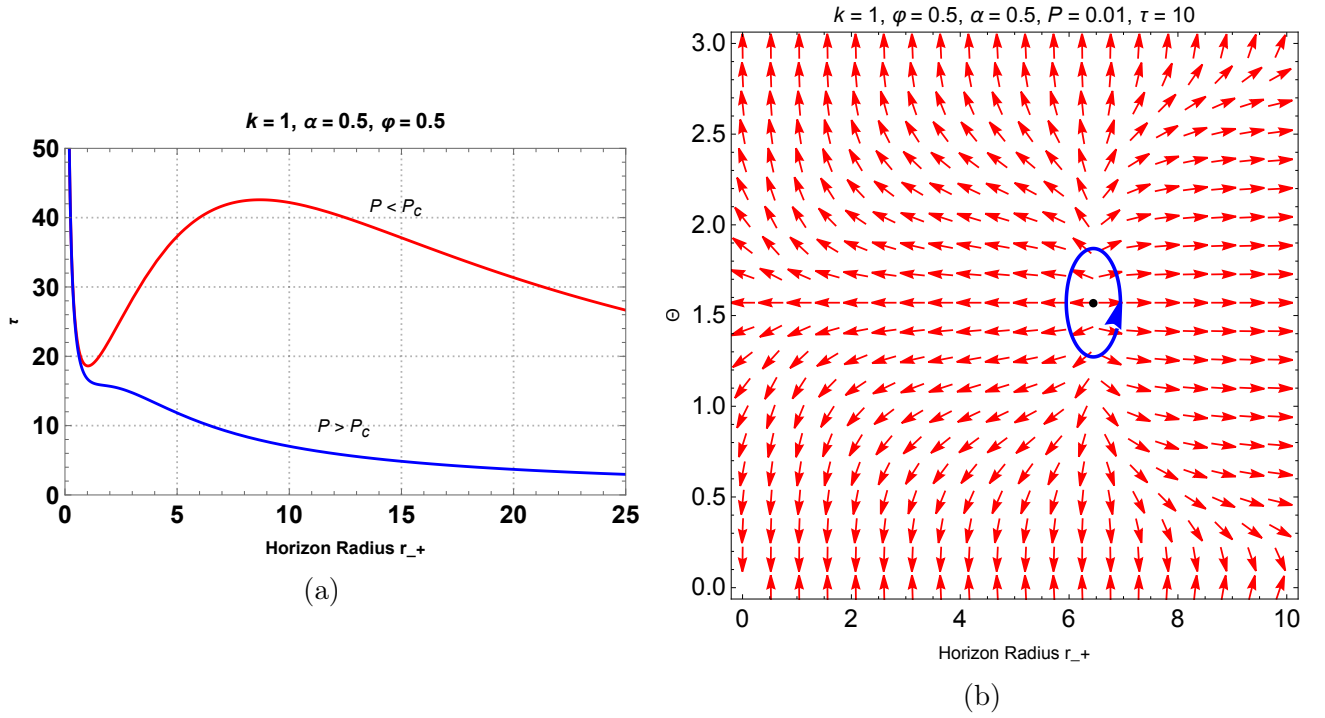 k = 1, α = 0.5, φ = 0.5
50
40
30
20
10
0
τ
P < P_c
P > P_c
0 5 10 15 20 25
Horizon Radius r_+
(a)
k = 1, φ = 0.5, α = 0.5, P = 0.01, τ = 10
3.0
2.5
2.0
1.5
1.0
0.5
0.0
Θ
0 2 4 6 8 10
Horizon Radius r_+
(b)